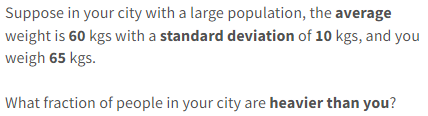 Suppose in your city with a large population, the average
weight is 60 kgs with a standard deviation of 10 kgs, and you
weigh 65 kgs.
What fraction of people in your city are heavier than you?